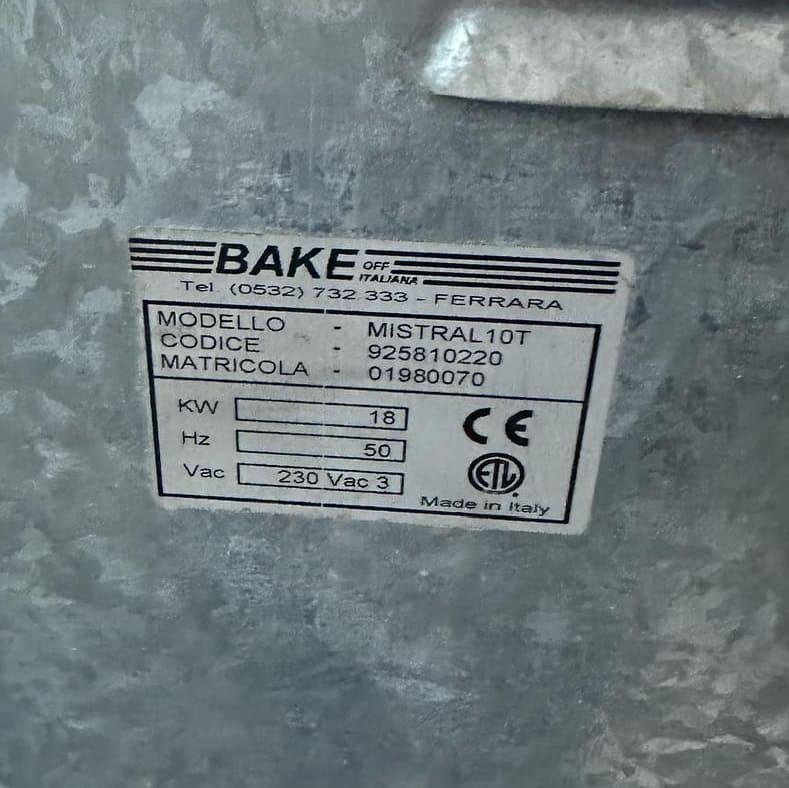 BAKE OFF ITALIANA
Tel. (0532) 732 333 - FERRARA
MODELLO - MISTRAL10T
CODICE - 925810220
MATRICOLA - 01980070
KW 18
Hz 50
Vac 230 Vac 3
CE
ETL
Made in Italy